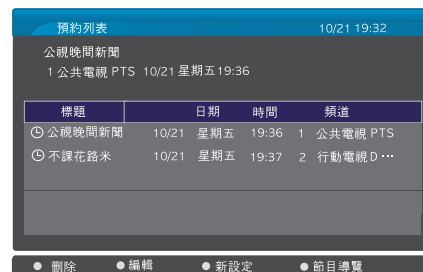 預約列表 10/21 19:32
公視晚間新聞
1 公共電視 PTS 10/21 星期五19:36
標題 日期 時間 頻道
公視晚間新聞 10/21 星期五 19:36 1 公共電視 PTS
不課花路米 10/21 星期五 19:37 2 行動電視D…
刪除 編輯 新設定 節目導覽